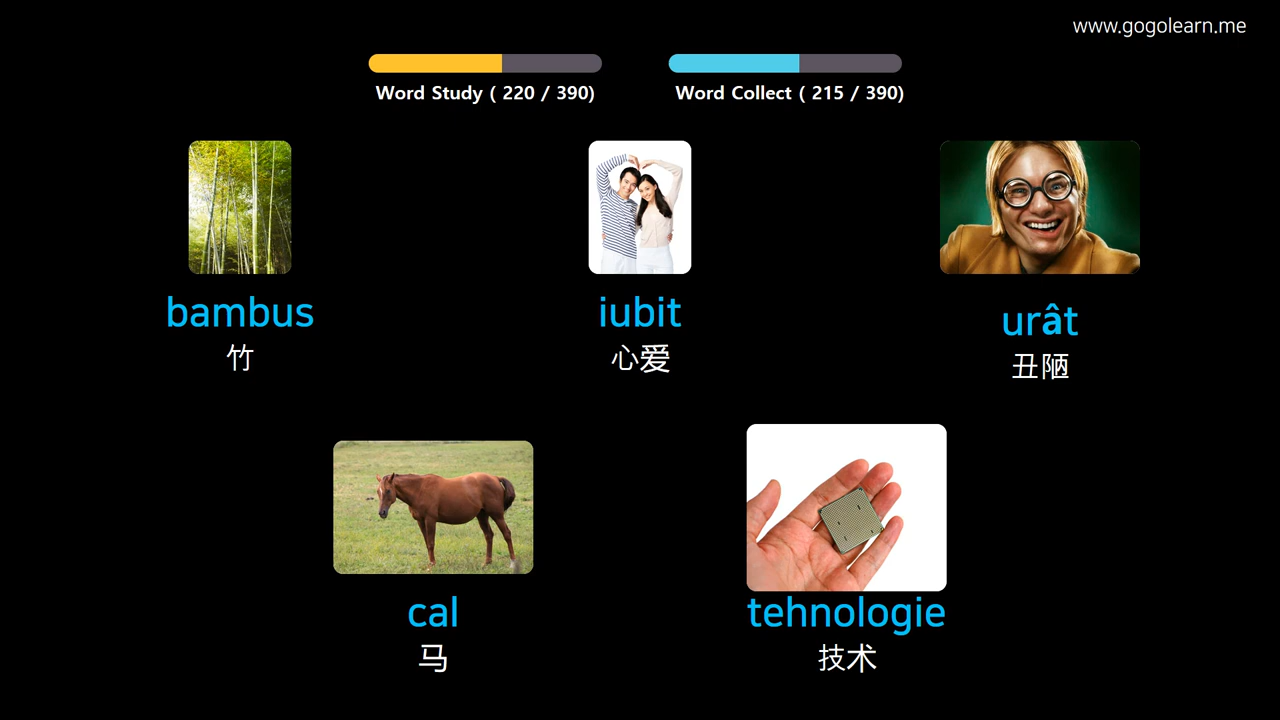 www.gogolearn.me
Word Study ( 220 / 390)
Word Collect ( 215 / 390)
bambus
竹
iubit
心爱
urât
丑陋
cal
马
tehnologie
技术